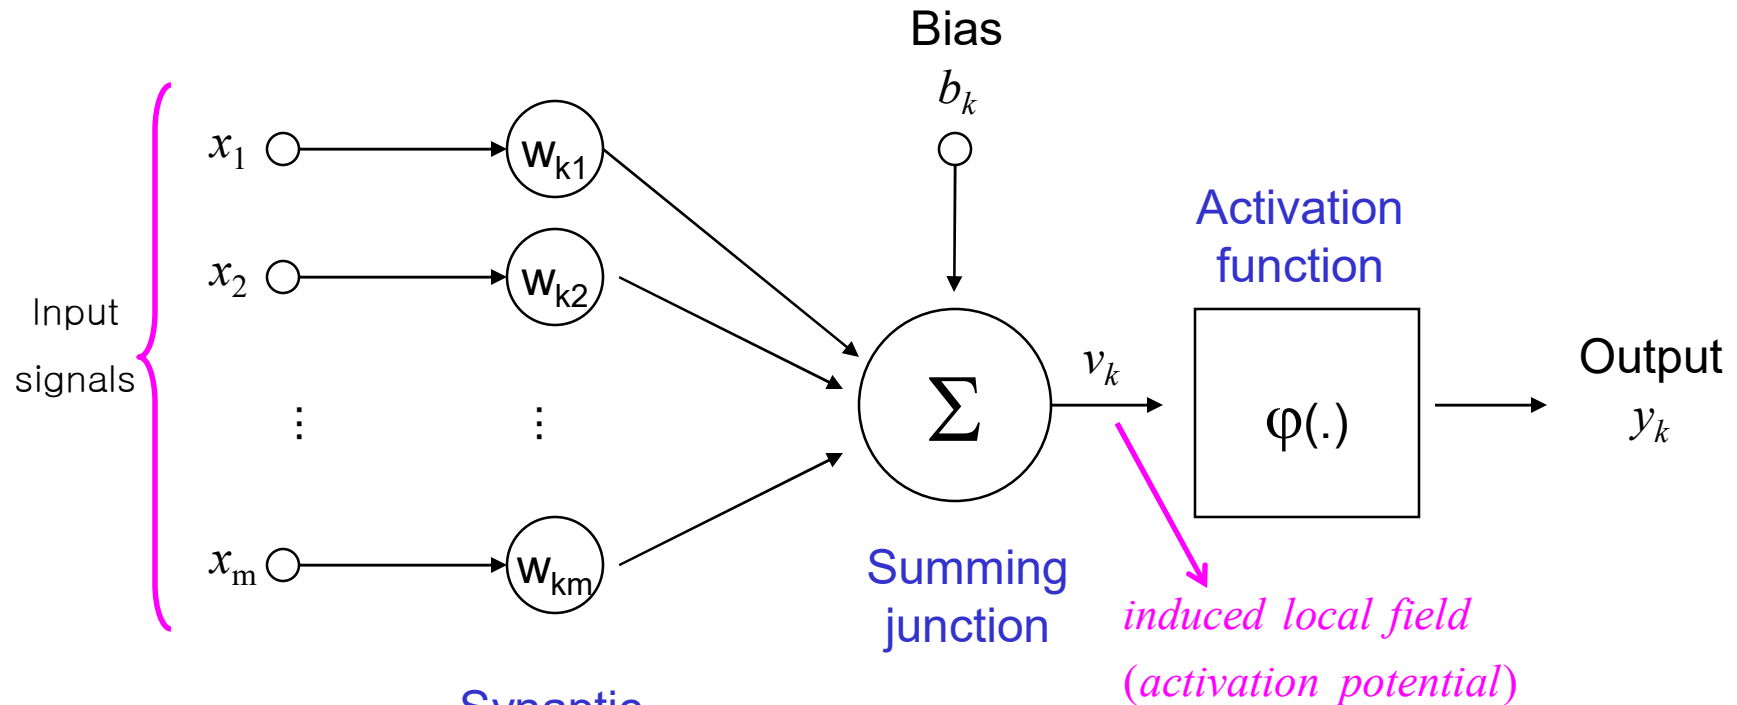 Bias
b_k
x_1
w_k1
Activation
function
x_2
w_k2
Input
signals
v_k
Output
y_k
⋮
⋮
Σ
φ(.)
x_m
w_km
Summing
junction
induced local field
(activation potential)
Synaptic